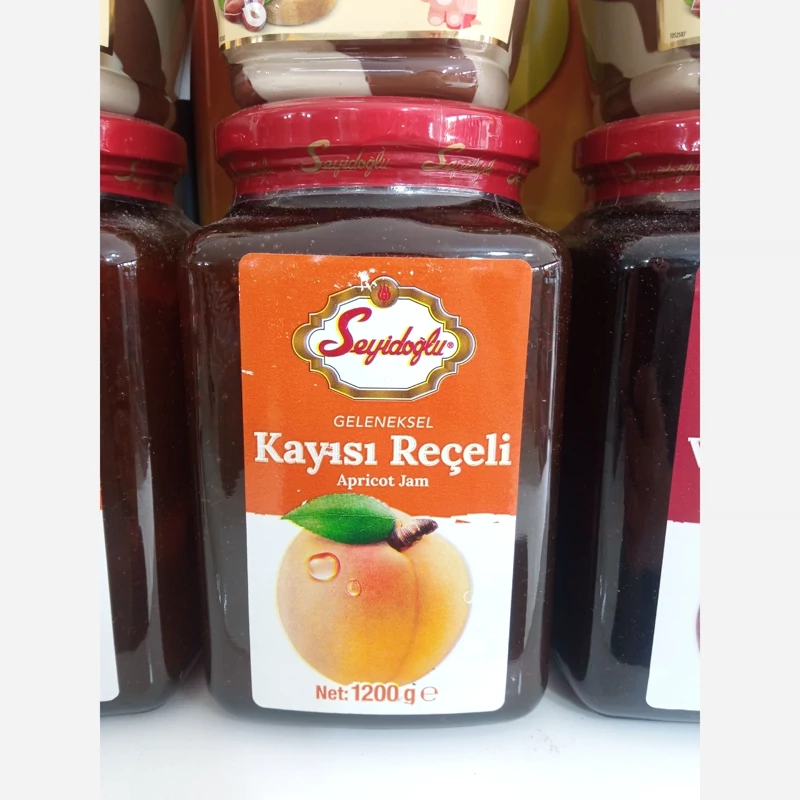 Seyidoğlu Seyidoğlu
Seyidoğlu®
GELENEKSEL
Kayısı Reçeli
Apricot Jam
Net: 1200 g ℮